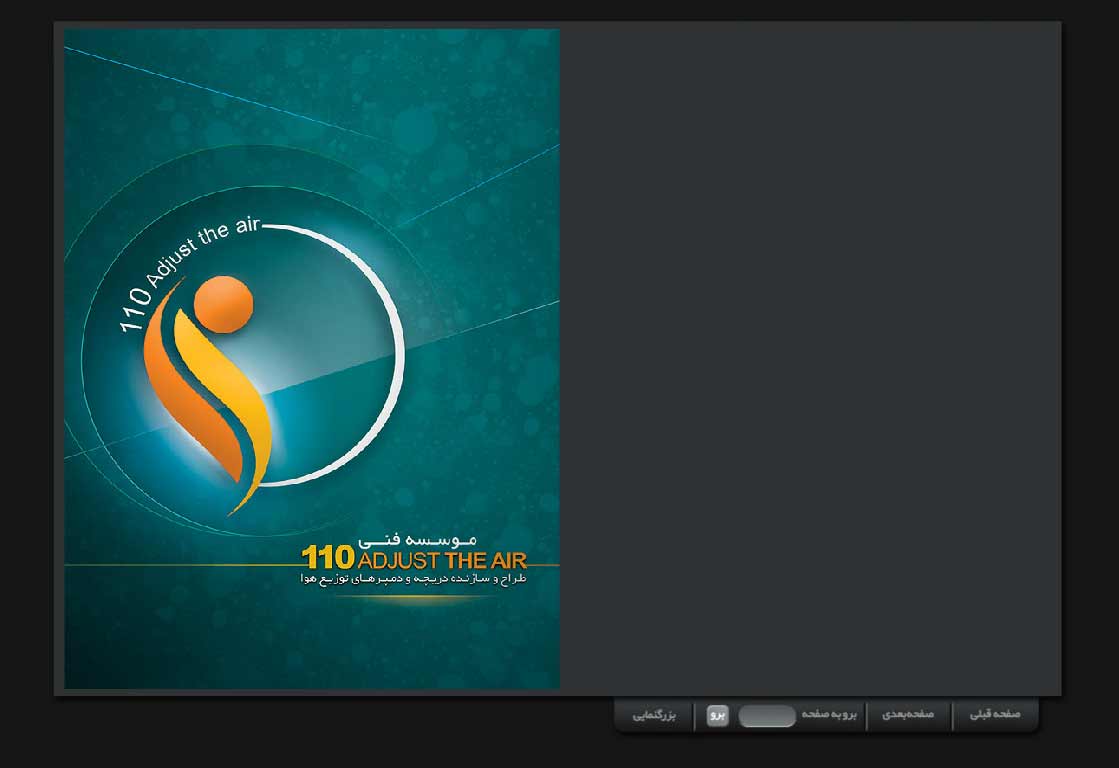 110 Adjust the air
موسسه فنی
110 ADJUST THE AIR
طراح و سازنده دریچه و دمپرهای توزیع هوا
صفحه قبلی
صفحه‌بعدی
برو به صفحه
برو
بزرگنمایی